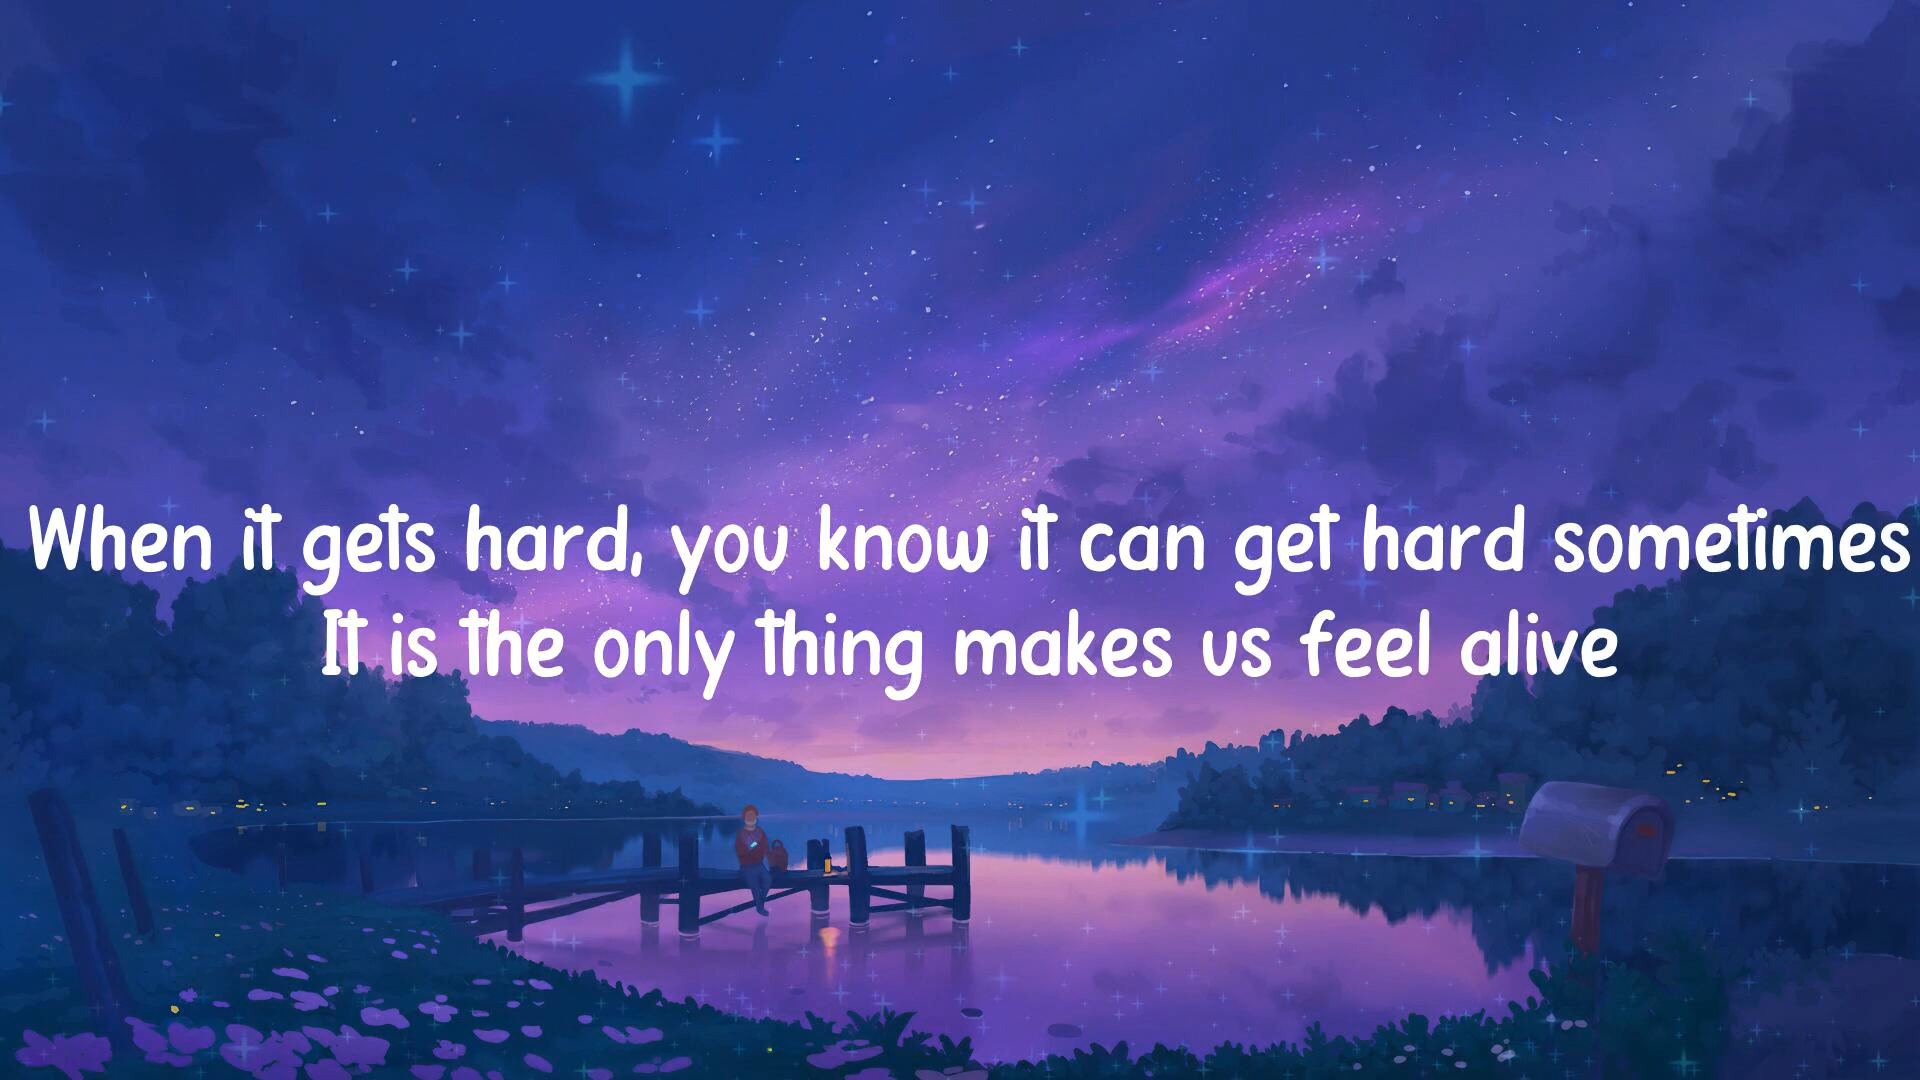 When it gets hard, you know it can get hard sometimes
It is the only thing makes us feel alive